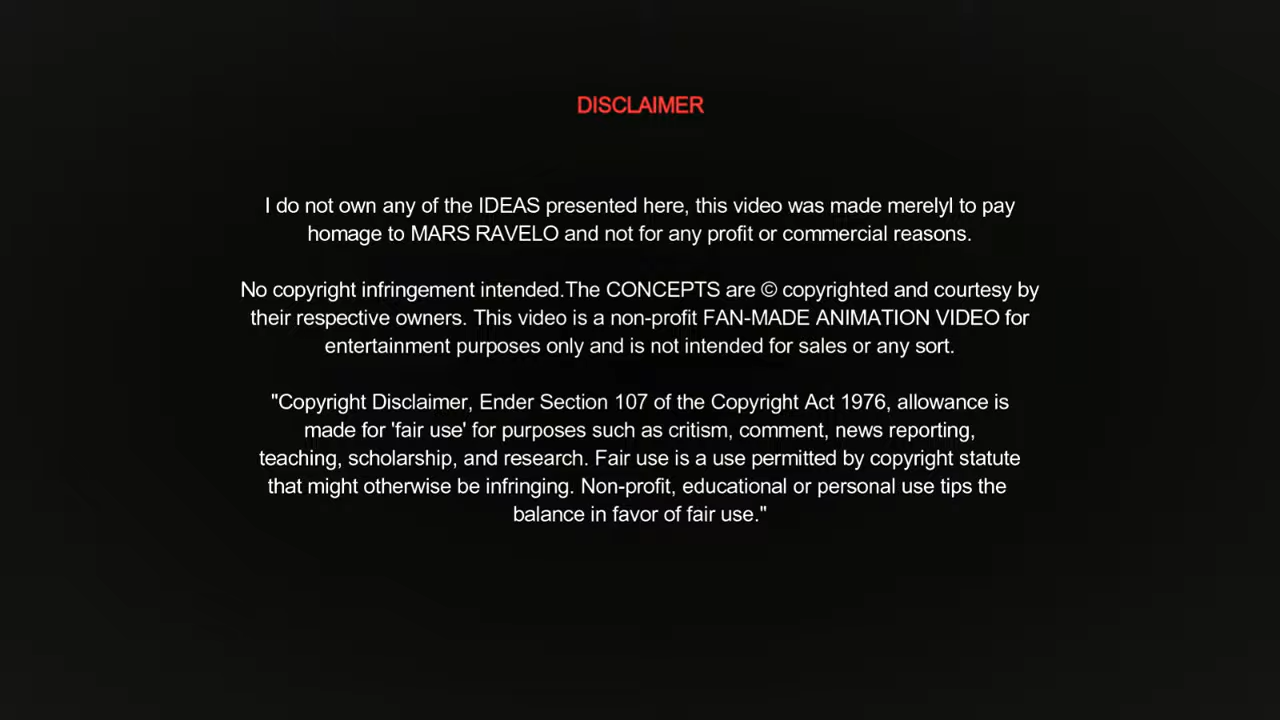 DISCLAIMER
I do not own any of the IDEAS presented here, this video was made merelyl to pay
homage to MARS RAVELO and not for any profit or commercial reasons.
No copyright infringement intended.The CONCEPTS are © copyrighted and courtesy by
their respective owners. This video is a non-profit FAN-MADE ANIMATION VIDEO for
entertainment purposes only and is not intended for sales or any sort.
"Copyright Disclaimer, Ender Section 107 of the Copyright Act 1976, allowance is
made for 'fair use' for purposes such as critism, comment, news reporting,
teaching, scholarship, and research. Fair use is a use permitted by copyright statute
that might otherwise be infringing. Non-profit, educational or personal use tips the
balance in favor of fair use."